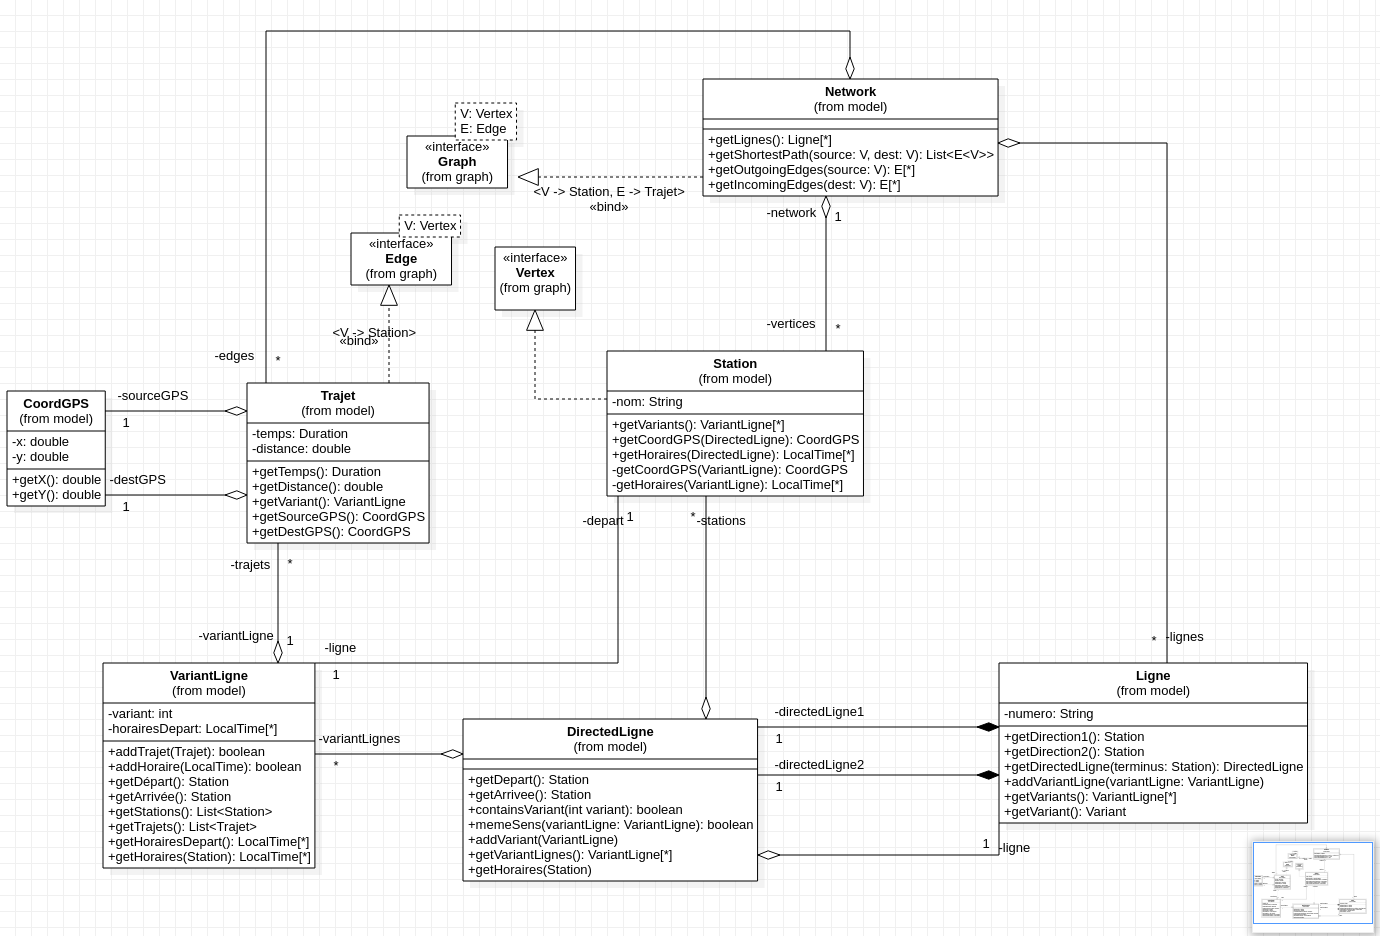 Network
(from model)
+getLignes(): Ligne[*]
+getShortestPath(source: V, dest: V): List<E<V>>
+getOutgoingEdges(source: V): E[*]
+getIncomingEdges(dest: V): E[*]
V: Vertex
E: Edge
«interface»
Graph
(from graph)
<V -> Station, E -> Trajet>
«bind»
-network
1
V: Vertex
«interface»
Edge
(from graph)
«interface»
Vertex
(from graph)
<V -> Station>
«bind»
-vertices
*
-edges
*
Station
(from model)
-nom: String
+getVariants(): VariantLigne[*]
+getCoordGPS(DirectedLigne): CoordGPS
+getHoraires(DirectedLigne): LocalTime[*]
-getCoordGPS(VariantLigne): CoordGPS
-getHoraires(VariantLigne): LocalTime[*]
CoordGPS
(from model)
-x: double
-y: double
+getX(): double
+getY(): double
-sourceGPS
1
-destGPS
1
Trajet
(from model)
-temps: Duration
-distance: double
+getTemps(): Duration
+getDistance(): double
+getVariant(): VariantLigne
+getSourceGPS(): CoordGPS
+getDestGPS(): CoordGPS
-depart
1
*
-stations
-trajets
*
-variantLigne
1
-ligne
1
*
-lignes
VariantLigne
(from model)
-variant: int
-horairesDepart: LocalTime[*]
+addTrajet(Trajet): boolean
+addHoraire(LocalTime): boolean
+getDépart(): Station
+getArrivée(): Station
+getStations(): List<Station>
+getTrajets(): List<Trajet>
+getHorairesDepart(): LocalTime[*]
+getHoraires(Station): LocalTime[*]
-variantLignes
*
DirectedLigne
(from model)
+getDepart(): Station
+getArrivee(): Station
+containsVariant(int variant): boolean
+memeSens(variantLigne: VariantLigne): boolean
+addVariant(VariantLigne)
+getVariantLignes(): VariantLigne[*]
+getHoraires(Station)
-directedLigne1
1
-directedLigne2
1
1
-ligne
Ligne
(from model)
-numero: String
+getDirection1(): Station
+getDirection2(): Station
+getDirectedLigne(terminus: Station): DirectedLigne
+addVariantLigne(variantLigne: VariantLigne)
+getVariants(): VariantLigne[*]
+getVariant(): Variant